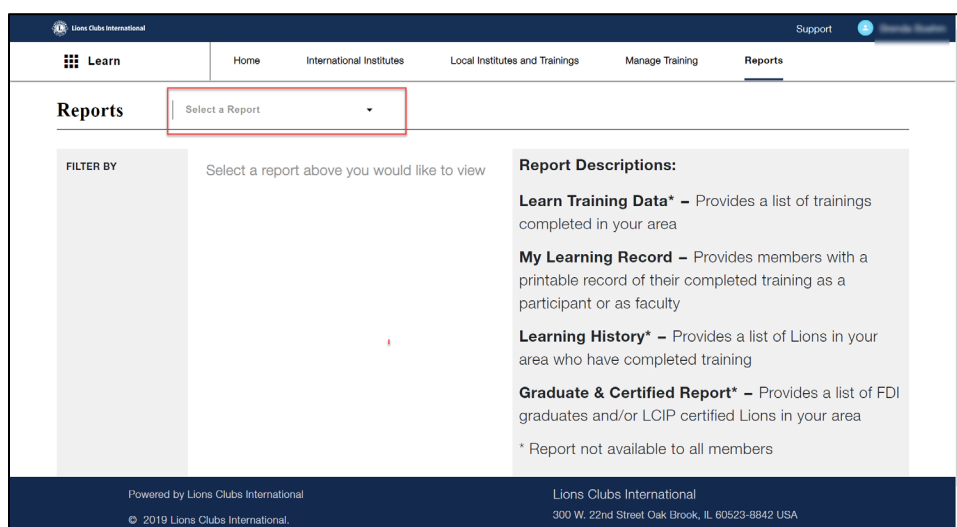 Lions Clubs International
Support
Learn
Home
International Institutes
Local Institutes and Trainings
Manage Training
Reports
Reports
Select a Report
FILTER BY
Select a report above you would like to view
Report Descriptions:
Learn Training Data* – Provides a list of trainings
completed in your area
My Learning Record – Provides members with a
printable record of their completed training as a
participant or as faculty
Learning History* – Provides a list of Lions in your
area who have completed training
Graduate & Certified Report* – Provides a list of FDI
graduates and/or LCIP certified Lions in your area
* Report not available to all members
Powered by Lions Clubs International
© 2019 Lions Clubs International.
Lions Clubs International
300 W. 22nd Street Oak Brook, IL 60523-8842 USA